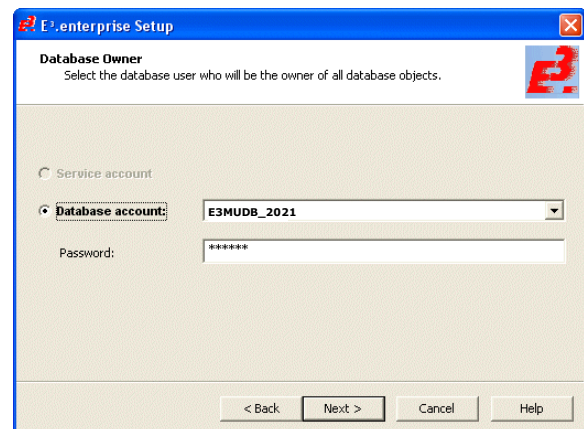 E³.enterprise Setup
Database Owner
Select the database user who will be the owner of all database objects.
E³.
Service account
Database account: E3MUDB_2021
Password: ******
< Back Next > Cancel Help